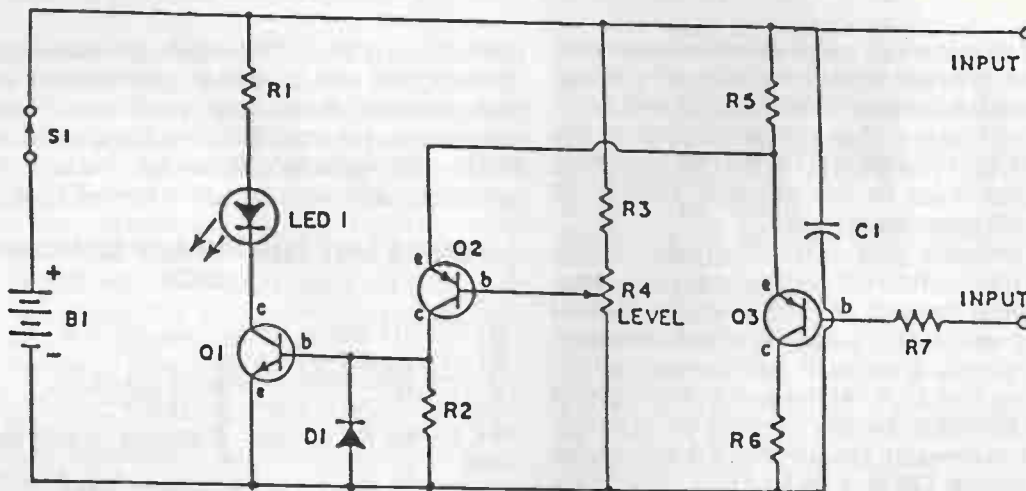 INPUT
R1
R5
S1
LED 1
R3
C1
Q2
e
e
R4
b
LEVEL
INPUT
+
B1
-
c
c
Q3
b
R7
Q1
b
c
e
R2
D1
R6